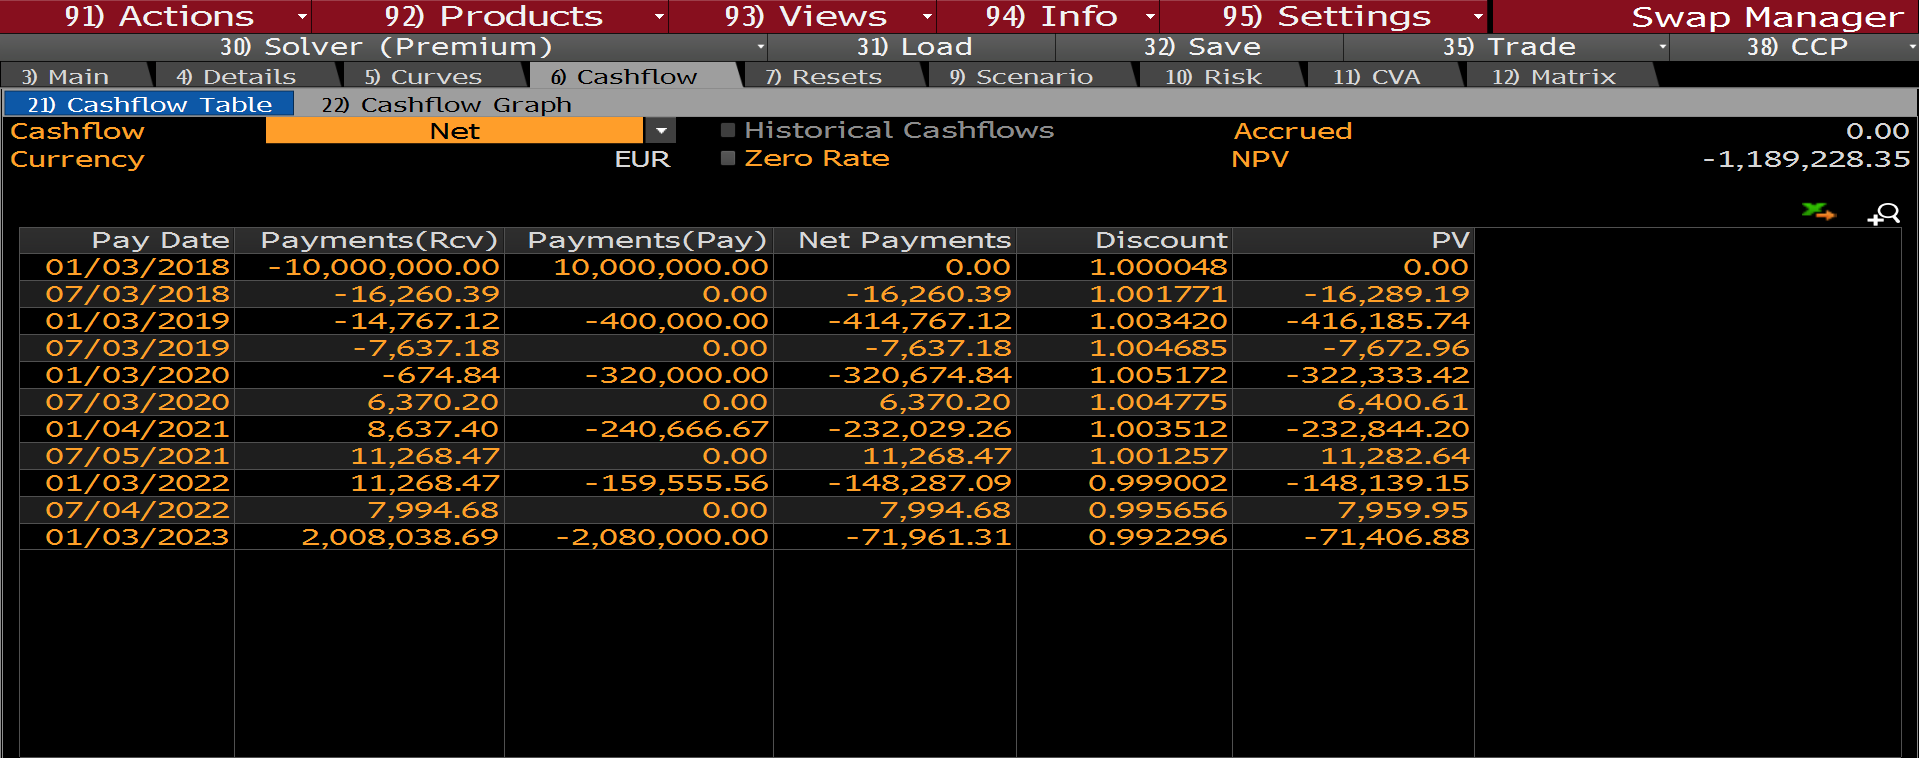 91) Actions 92) Products 93) Views 94) Info 95) Settings Swap Manager
30) Solver (Premium) 31) Load 32) Save 35) Trade 38) CCP
3) Main 4) Details 5) Curves 6) Cashflow 7) Resets 9) Scenario 10) Risk 11) CVA 12) Matrix
21) Cashflow Table 22) Cashflow Graph
Cashflow Net Historical Cashflows Accrued 0.00
Currency EUR Zero Rate NPV -1,189,228.35
Pay Date Payments(Rcv) Payments(Pay) Net Payments Discount PV
01/03/2018 -10,000,000.00 10,000,000.00 0.00 1.000048 0.00
07/03/2018 -16,260.39 0.00 -16,260.39 1.001771 -16,289.19
01/03/2019 -14,767.12 -400,000.00 -414,767.12 1.003420 -416,185.74
07/03/2019 -7,637.18 0.00 -7,637.18 1.004685 -7,672.96
01/03/2020 -674.84 -320,000.00 -320,674.84 1.005172 -322,333.42
07/03/2020 6,370.20 0.00 6,370.20 1.004775 6,400.61
01/04/2021 8,637.40 -240,666.67 -232,029.26 1.003512 -232,844.20
07/05/2021 11,268.47 0.00 11,268.47 1.001257 11,282.64
01/03/2022 11,268.47 -159,555.56 -148,287.09 0.999002 -148,139.15
07/04/2022 7,994.68 0.00 7,994.68 0.995656 7,959.95
01/03/2023 2,008,038.69 -2,080,000.00 -71,961.31 0.992296 -71,406.88